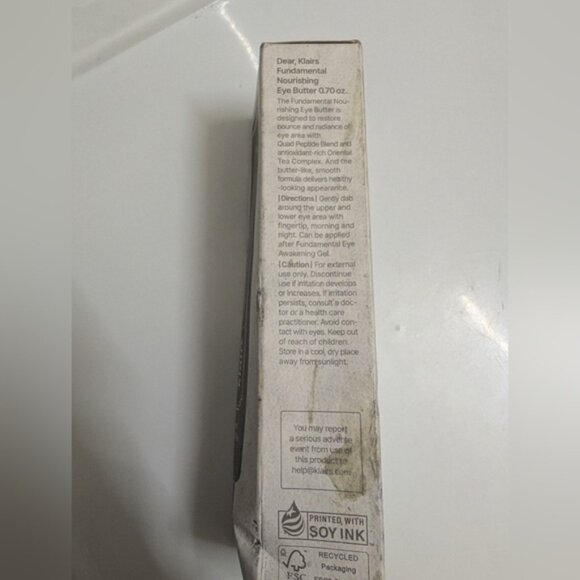 Dear, Klairs
Fundamental
Nourishing
Eye Butter 0.70 oz.
The Fundamental Nou-
rishing Eye Butter is
designed to restore
bounce and radiance of
eye area with
Quad Peptide Blend and
antioxidant-rich Oriental
Tea Complex. And the
butter-like, smooth
formula delivers healthy
-looking appearance.
[Directions] Gently dab
around the upper and
lower eye area with
fingertip, morning and
night. Can be applied
after Fundamental Eye
Awakening Gel.
[Caution] For external
use only. Discontinue
use if irritation develops
or increases. If irritation
persists, consult a doc-
tor or a health care
practitioner. Avoid con-
tact with eyes. Keep out
of reach of children.
Store in a cool, dry place
away from sunlight.
You may report
a serious adverse
event from use of
this product to
help@klairs.com
PRINTED WITH
SOY INK
FSC
RECYCLED
Packaging